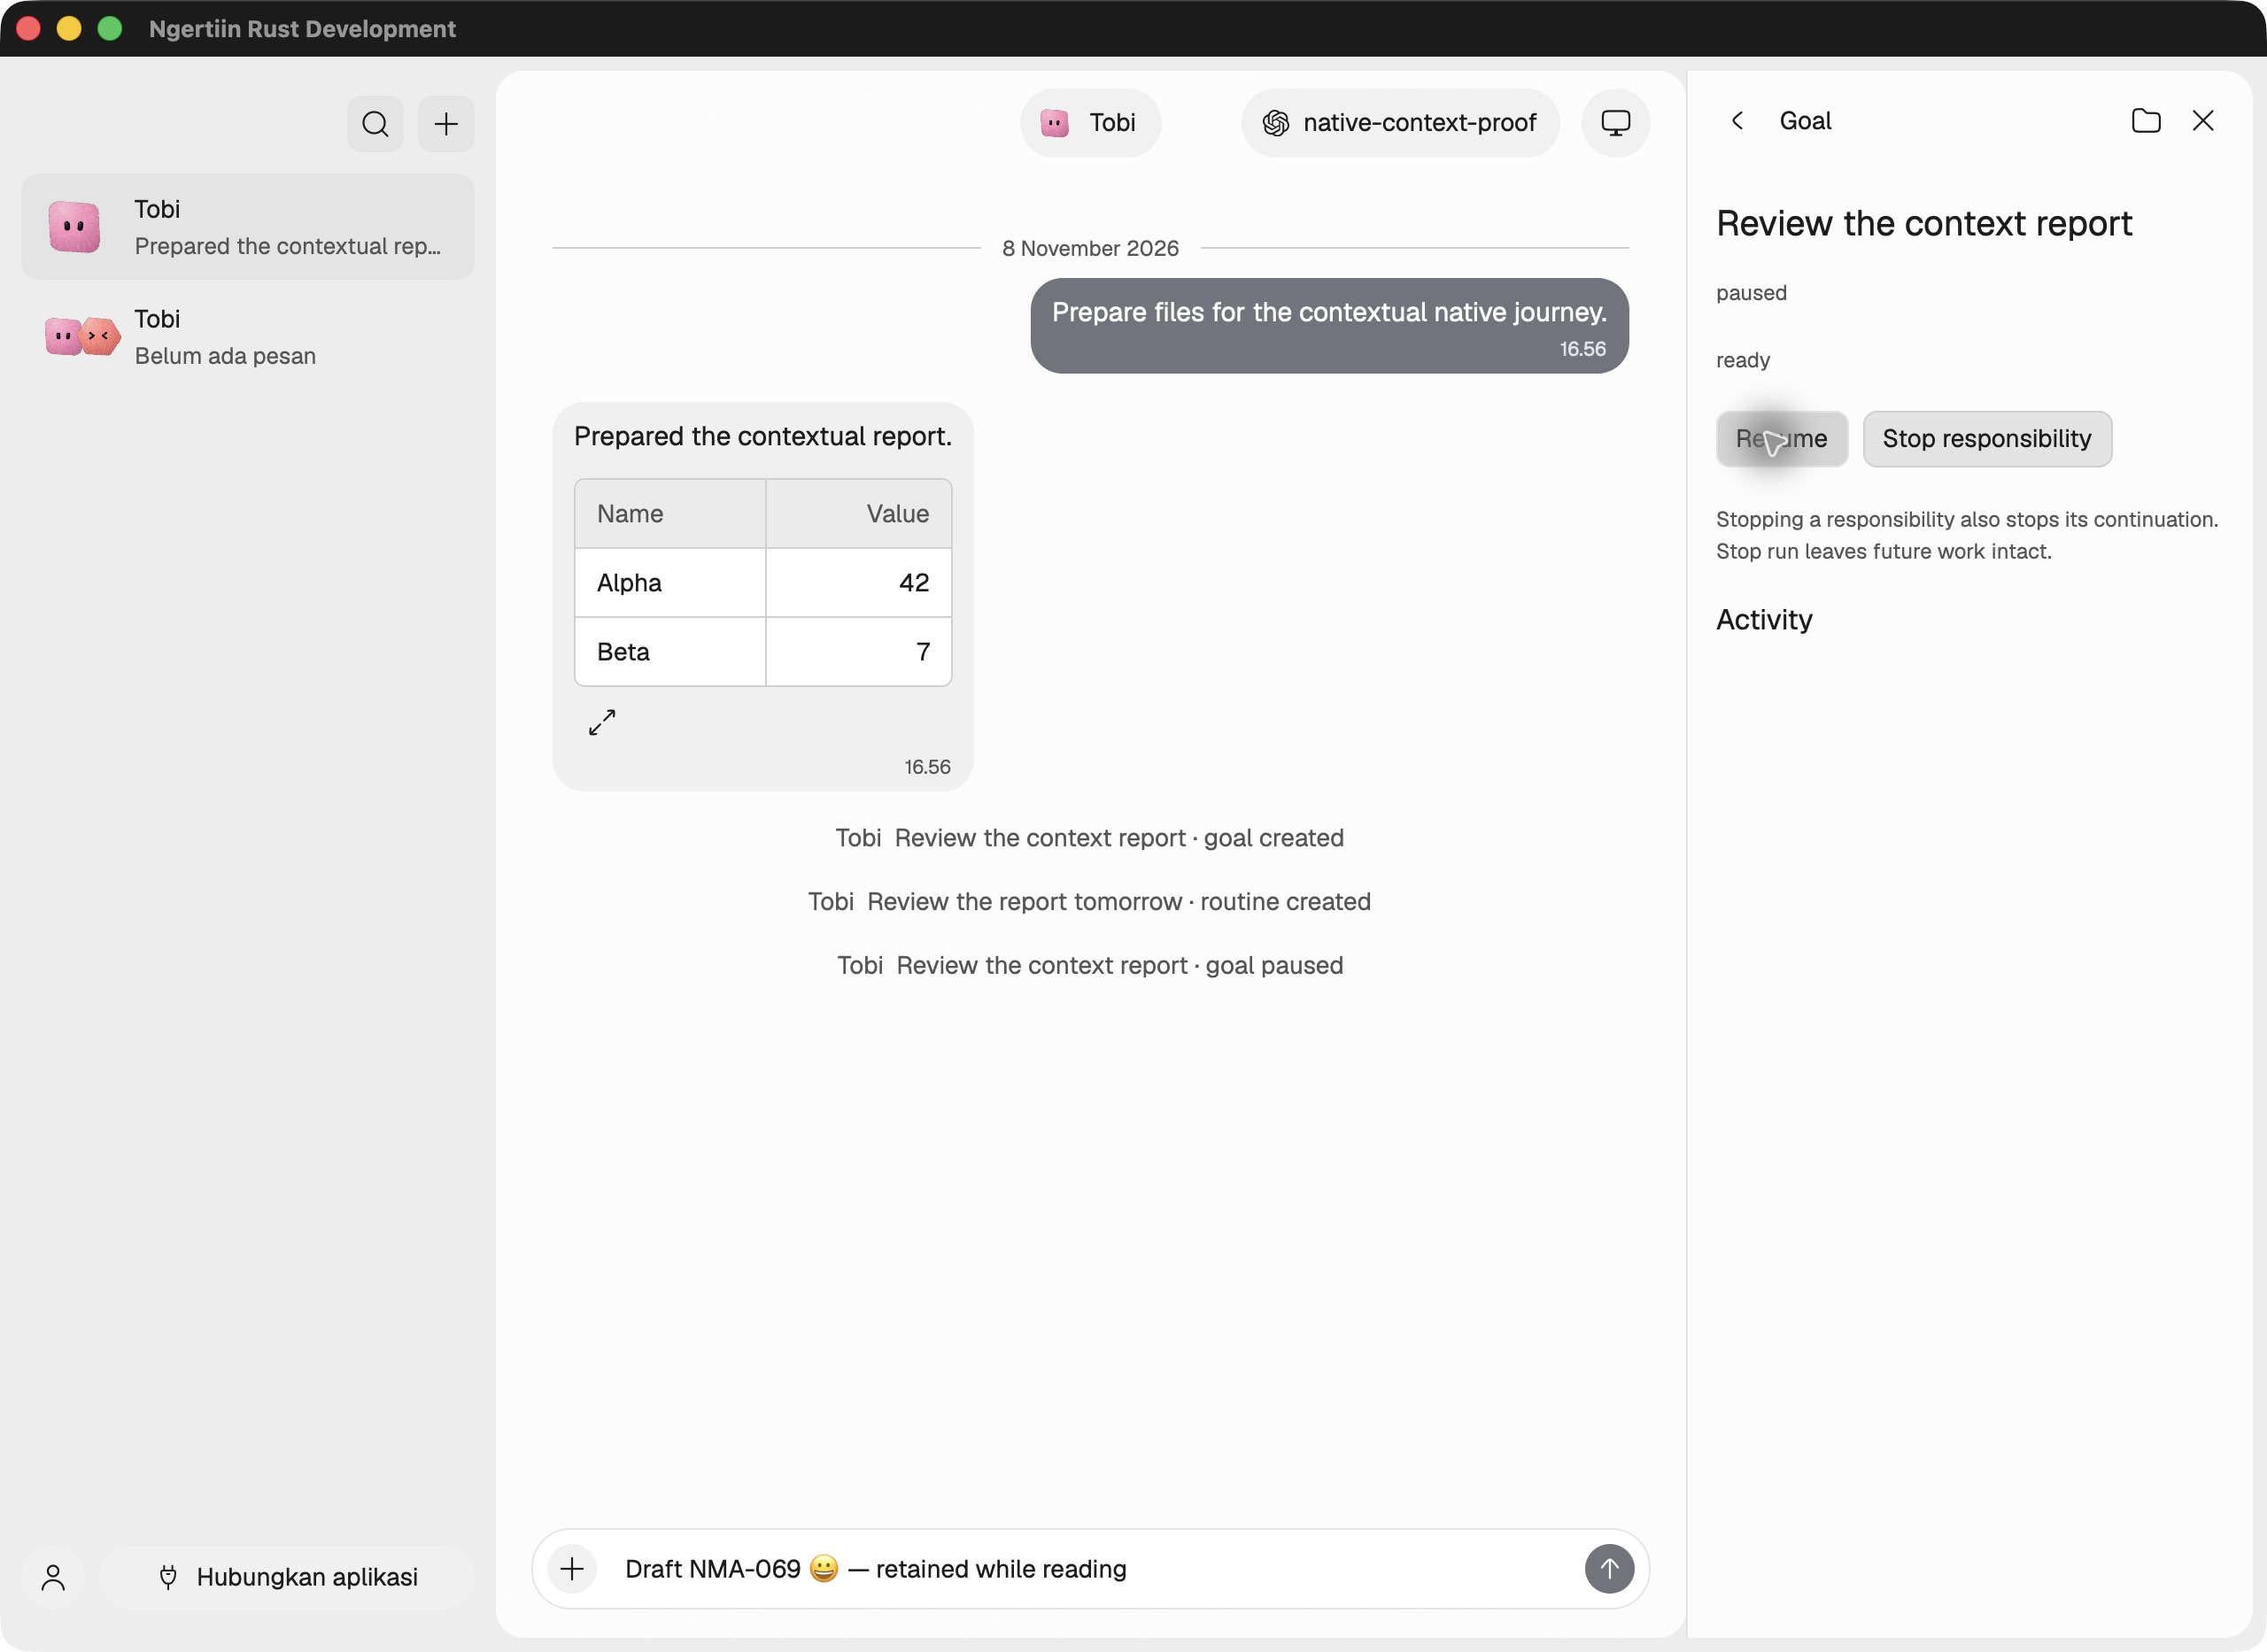 Ngertiin Rust Development
Tobi
Prepared the contextual rep...
Tobi
Belum ada pesan
Hubungkan aplikasi
Tobi
native-context-proof
8 November 2026
Prepare files for the contextual native journey.
16.56
Prepared the contextual report.
Name Value
Alpha 42
Beta 7
16.56
Tobi Review the context report · goal created
Tobi Review the report tomorrow · routine created
Tobi Review the context report · goal paused
Draft NMA-069 😀 — retained while reading
Goal
Review the context report
paused
ready
Resume
Stop responsibility
Stopping a responsibility also stops its continuation.
Stop run leaves future work intact.
Activity